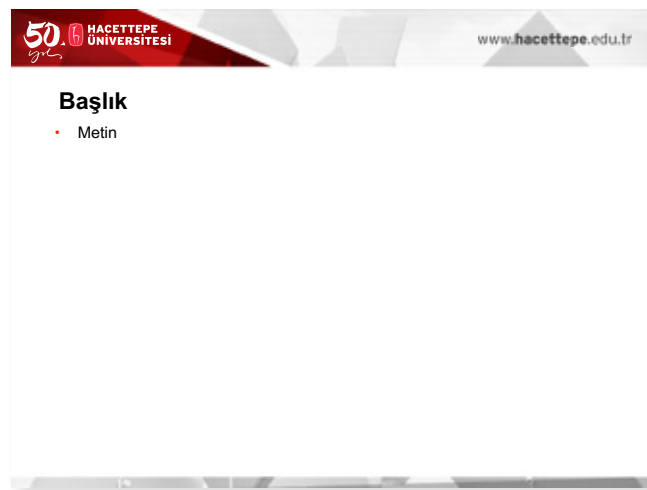 50. yıl
HACETTEPE
ÜNİVERSİTESİ
www.hacettepe.edu.tr
Başlık
• Metin